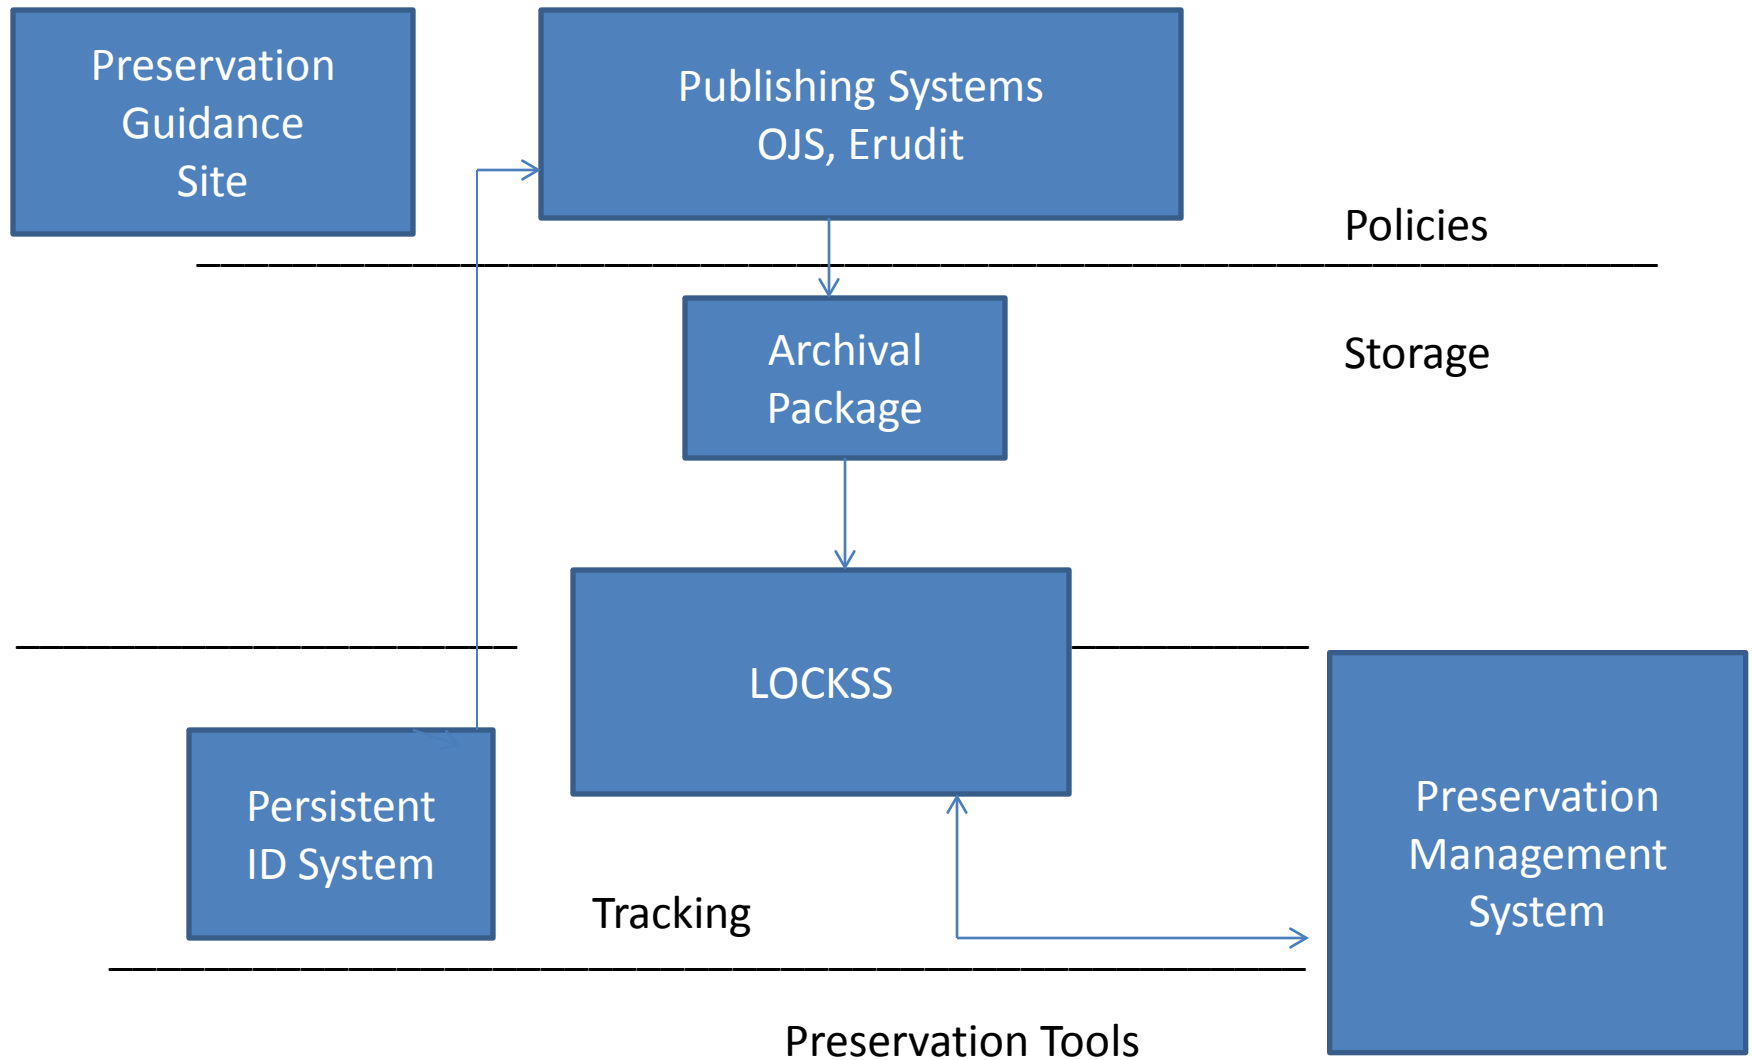 Preservation
Guidance
Site
Publishing Systems
OJS, Erudit
Policies
Archival
Package
Storage
LOCKSS
Persistent
ID System
Tracking
Preservation
Management
System
Preservation Tools